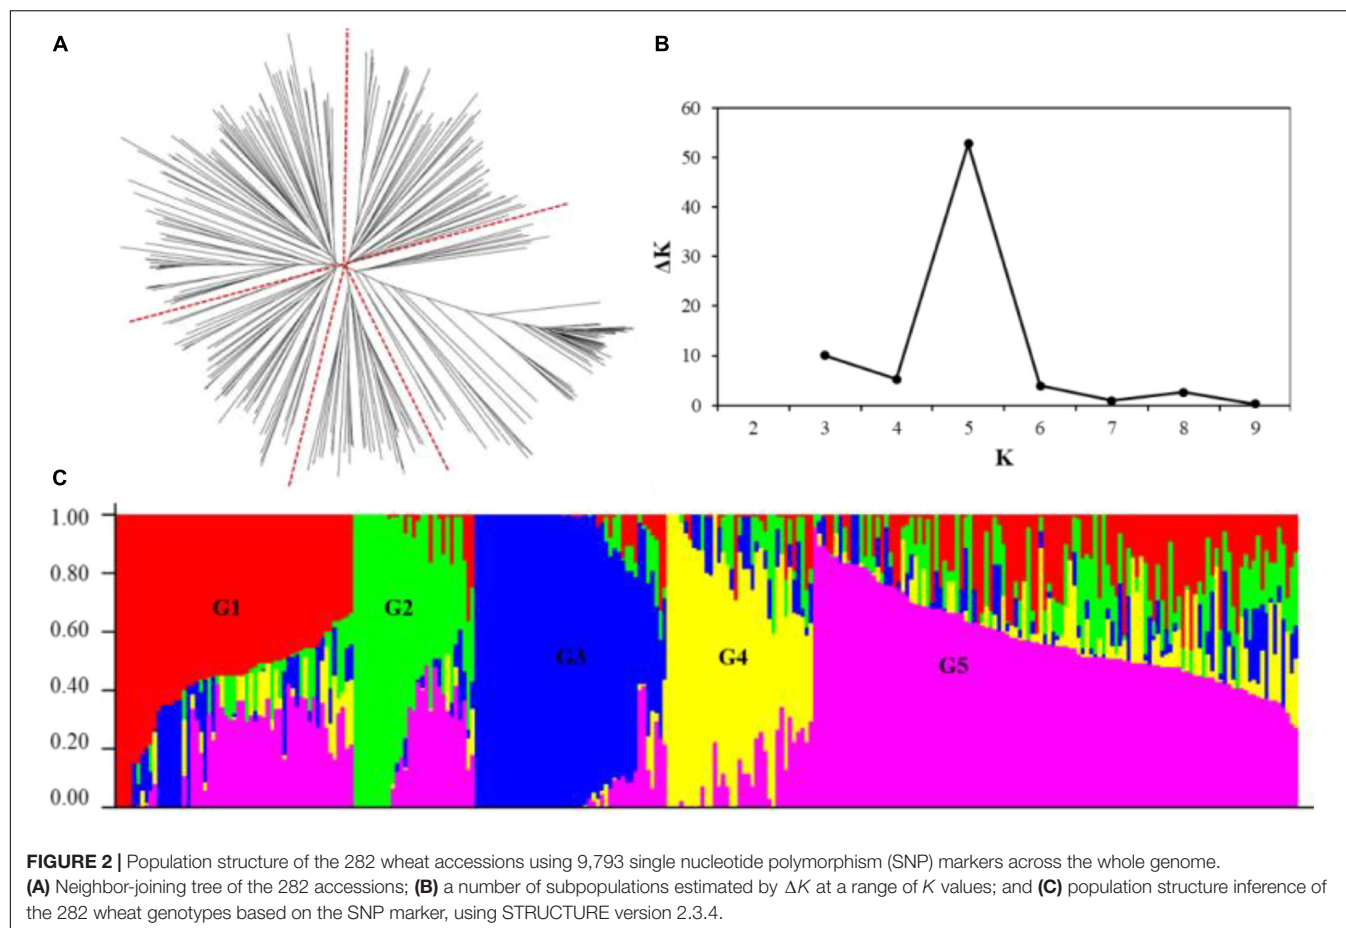 A
B
60
50
40
30
20
10
0
ΔK
2 3 4 5 6 7 8 9
K
C
1.00
0.80
0.60
0.40
0.20
0.00
G1 G2 G3 G4 G5
FIGURE 2 | Population structure of the 282 wheat accessions using 9,793 single nucleotide polymorphism (SNP) markers across the whole genome.
(A) Neighbor-joining tree of the 282 accessions; (B) a number of subpopulations estimated by ΔK at a range of K values; and (C) population structure inference of
the 282 wheat genotypes based on the SNP marker, using STRUCTURE version 2.3.4.